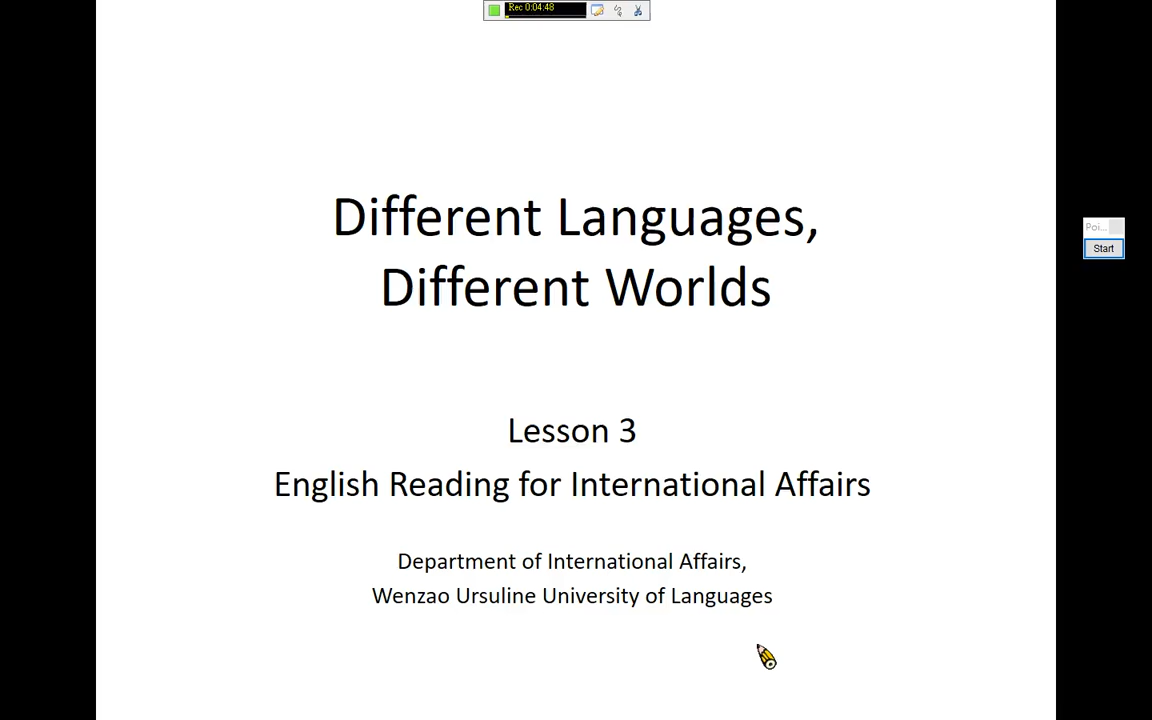 Rec 0:04:48
Different Languages,
Different Worlds
Poi...
Start
Lesson 3
English Reading for International Affairs
Department of International Affairs,
Wenzao Ursuline University of Languages